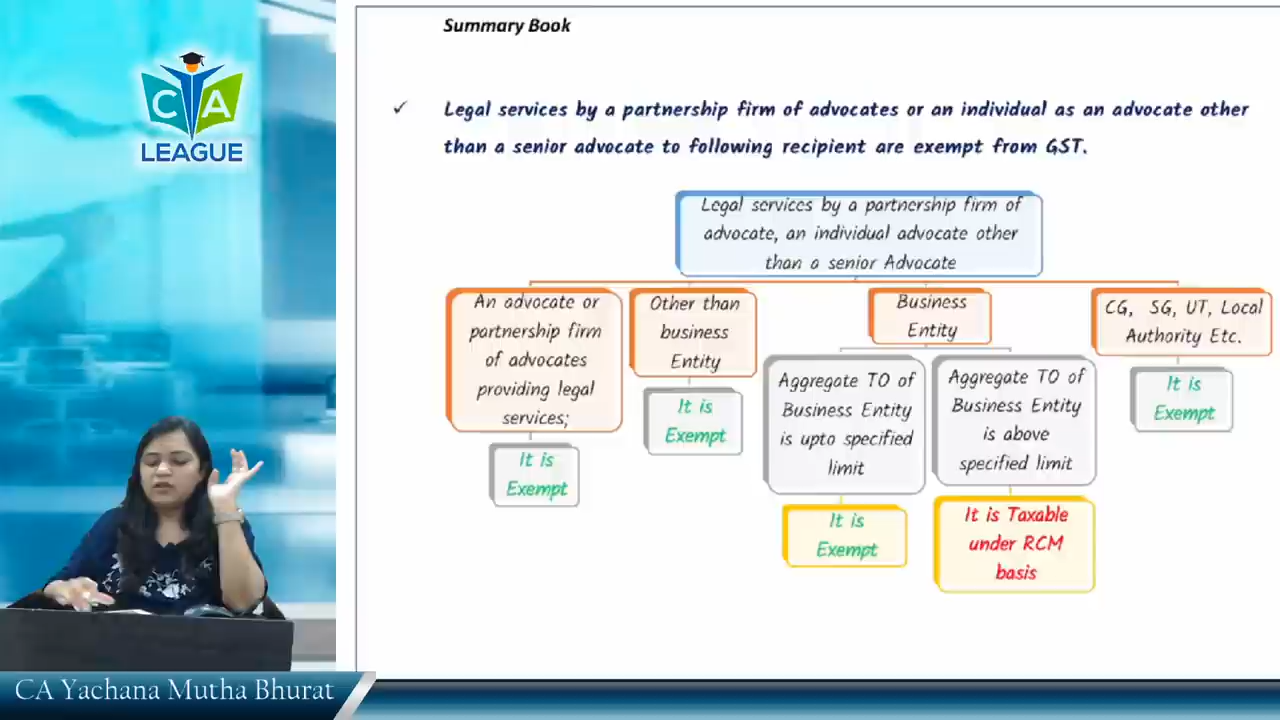 Summary Book
CA
LEAGUE
✓ Legal services by a partnership firm of advocates or an individual as an advocate other
than a senior advocate to following recipient are exempt from GST.
Legal services by a partnership firm of
advocate, an individual advocate other
than a senior Advocate
An advocate or
partnership firm
of advocates
providing legal
services;
It is
Exempt
Other than
business
Entity
It is
Exempt
Business
Entity
Aggregate TO of
Business Entity
is upto specified
limit
It is
Exempt
Aggregate TO of
Business Entity
is above
specified limit
It is Taxable
under RCM
basis
CG, SG, UT, Local
Authority Etc.
It is
Exempt
CA Yachana Mutha Bhurat